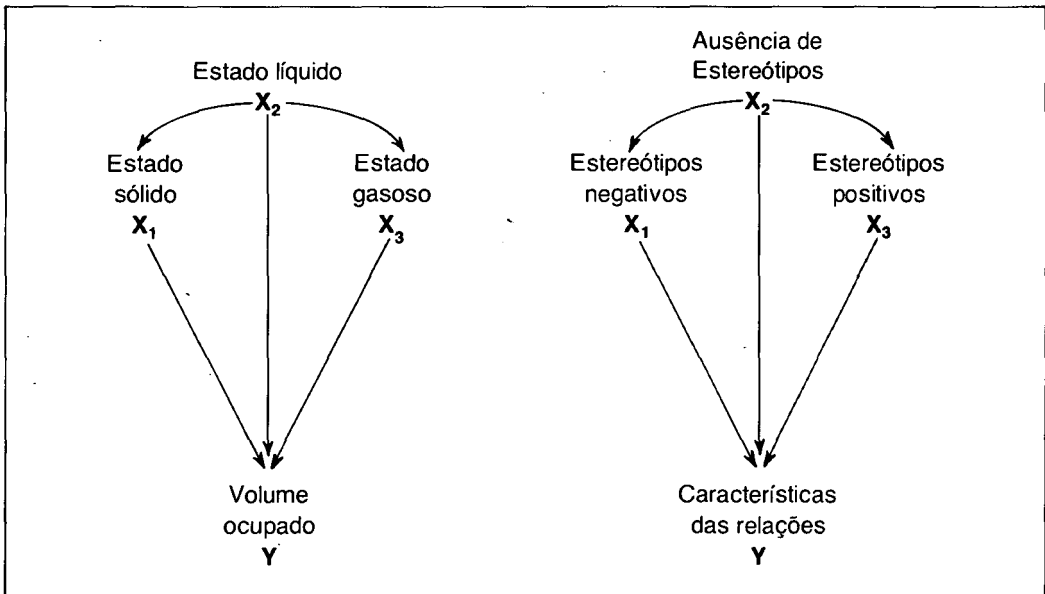 Estado líquido
X₂
Estado
sólido
X₁
Estado
gasoso
X₃
Volume
ocupado
Y
Ausência de
Estereótipos
X₂
Estereótipos
negativos
X₁
Estereótipos
positivos
X₃
Características
das relações
Y